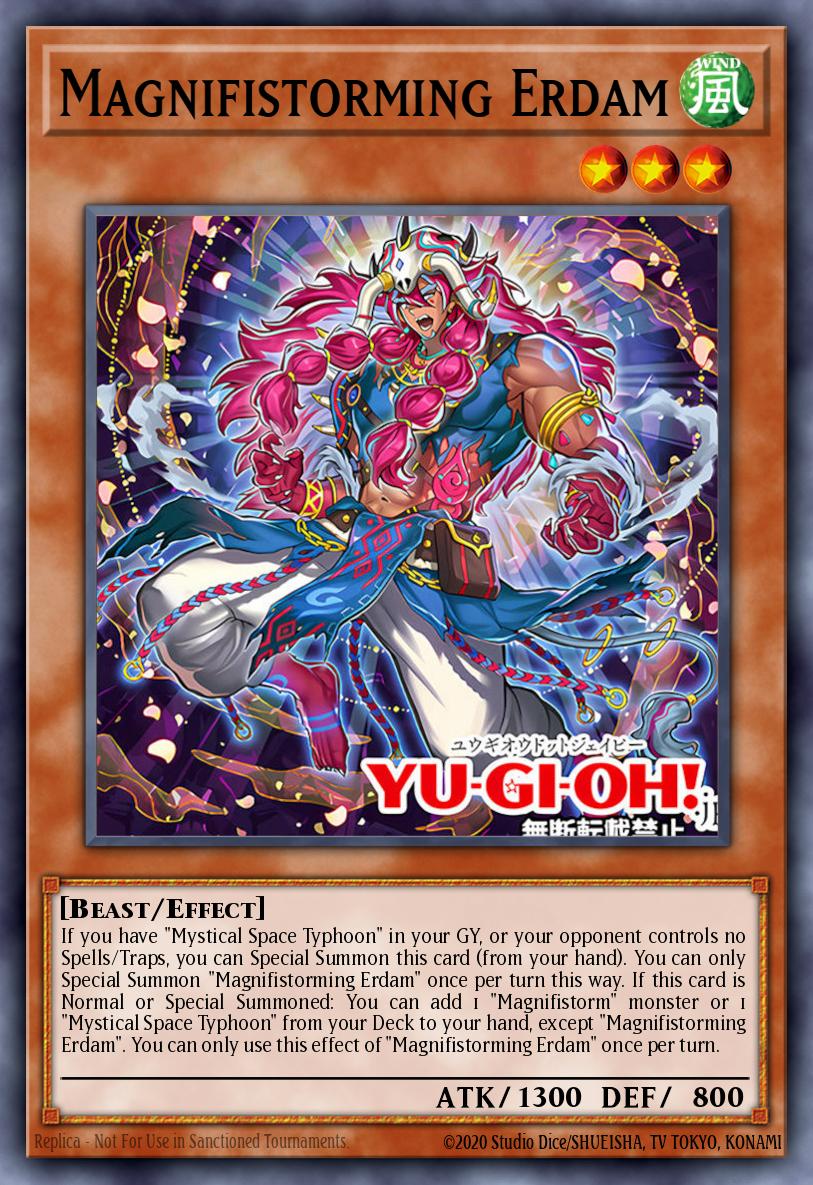 MAGNIFISTORMING ERDAM
WIND
風
ユウギオウドットジェイピー
YU-GI-OH!
無断転載禁止
[BEAST/EFFECT]
If you have "Mystical Space Typhoon" in your GY, or your opponent controls no
Spells/Traps, you can Special Summon this card (from your hand). You can only
Special Summon "Magnifistorming Erdam" once per turn this way. If this card is
Normal or Special Summoned: You can add 1 "Magnifistorm" monster or 1
"Mystical Space Typhoon" from your Deck to your hand, except "Magnifistorming
Erdam". You can only use this effect of "Magnifistorming Erdam" once per turn.
ATK/ 1300 DEF/ 800
Replica - Not For Use in Sanctioned Tournaments.
©2020 Studio Dice/SHUEISHA, TV TOKYO, KONAMI